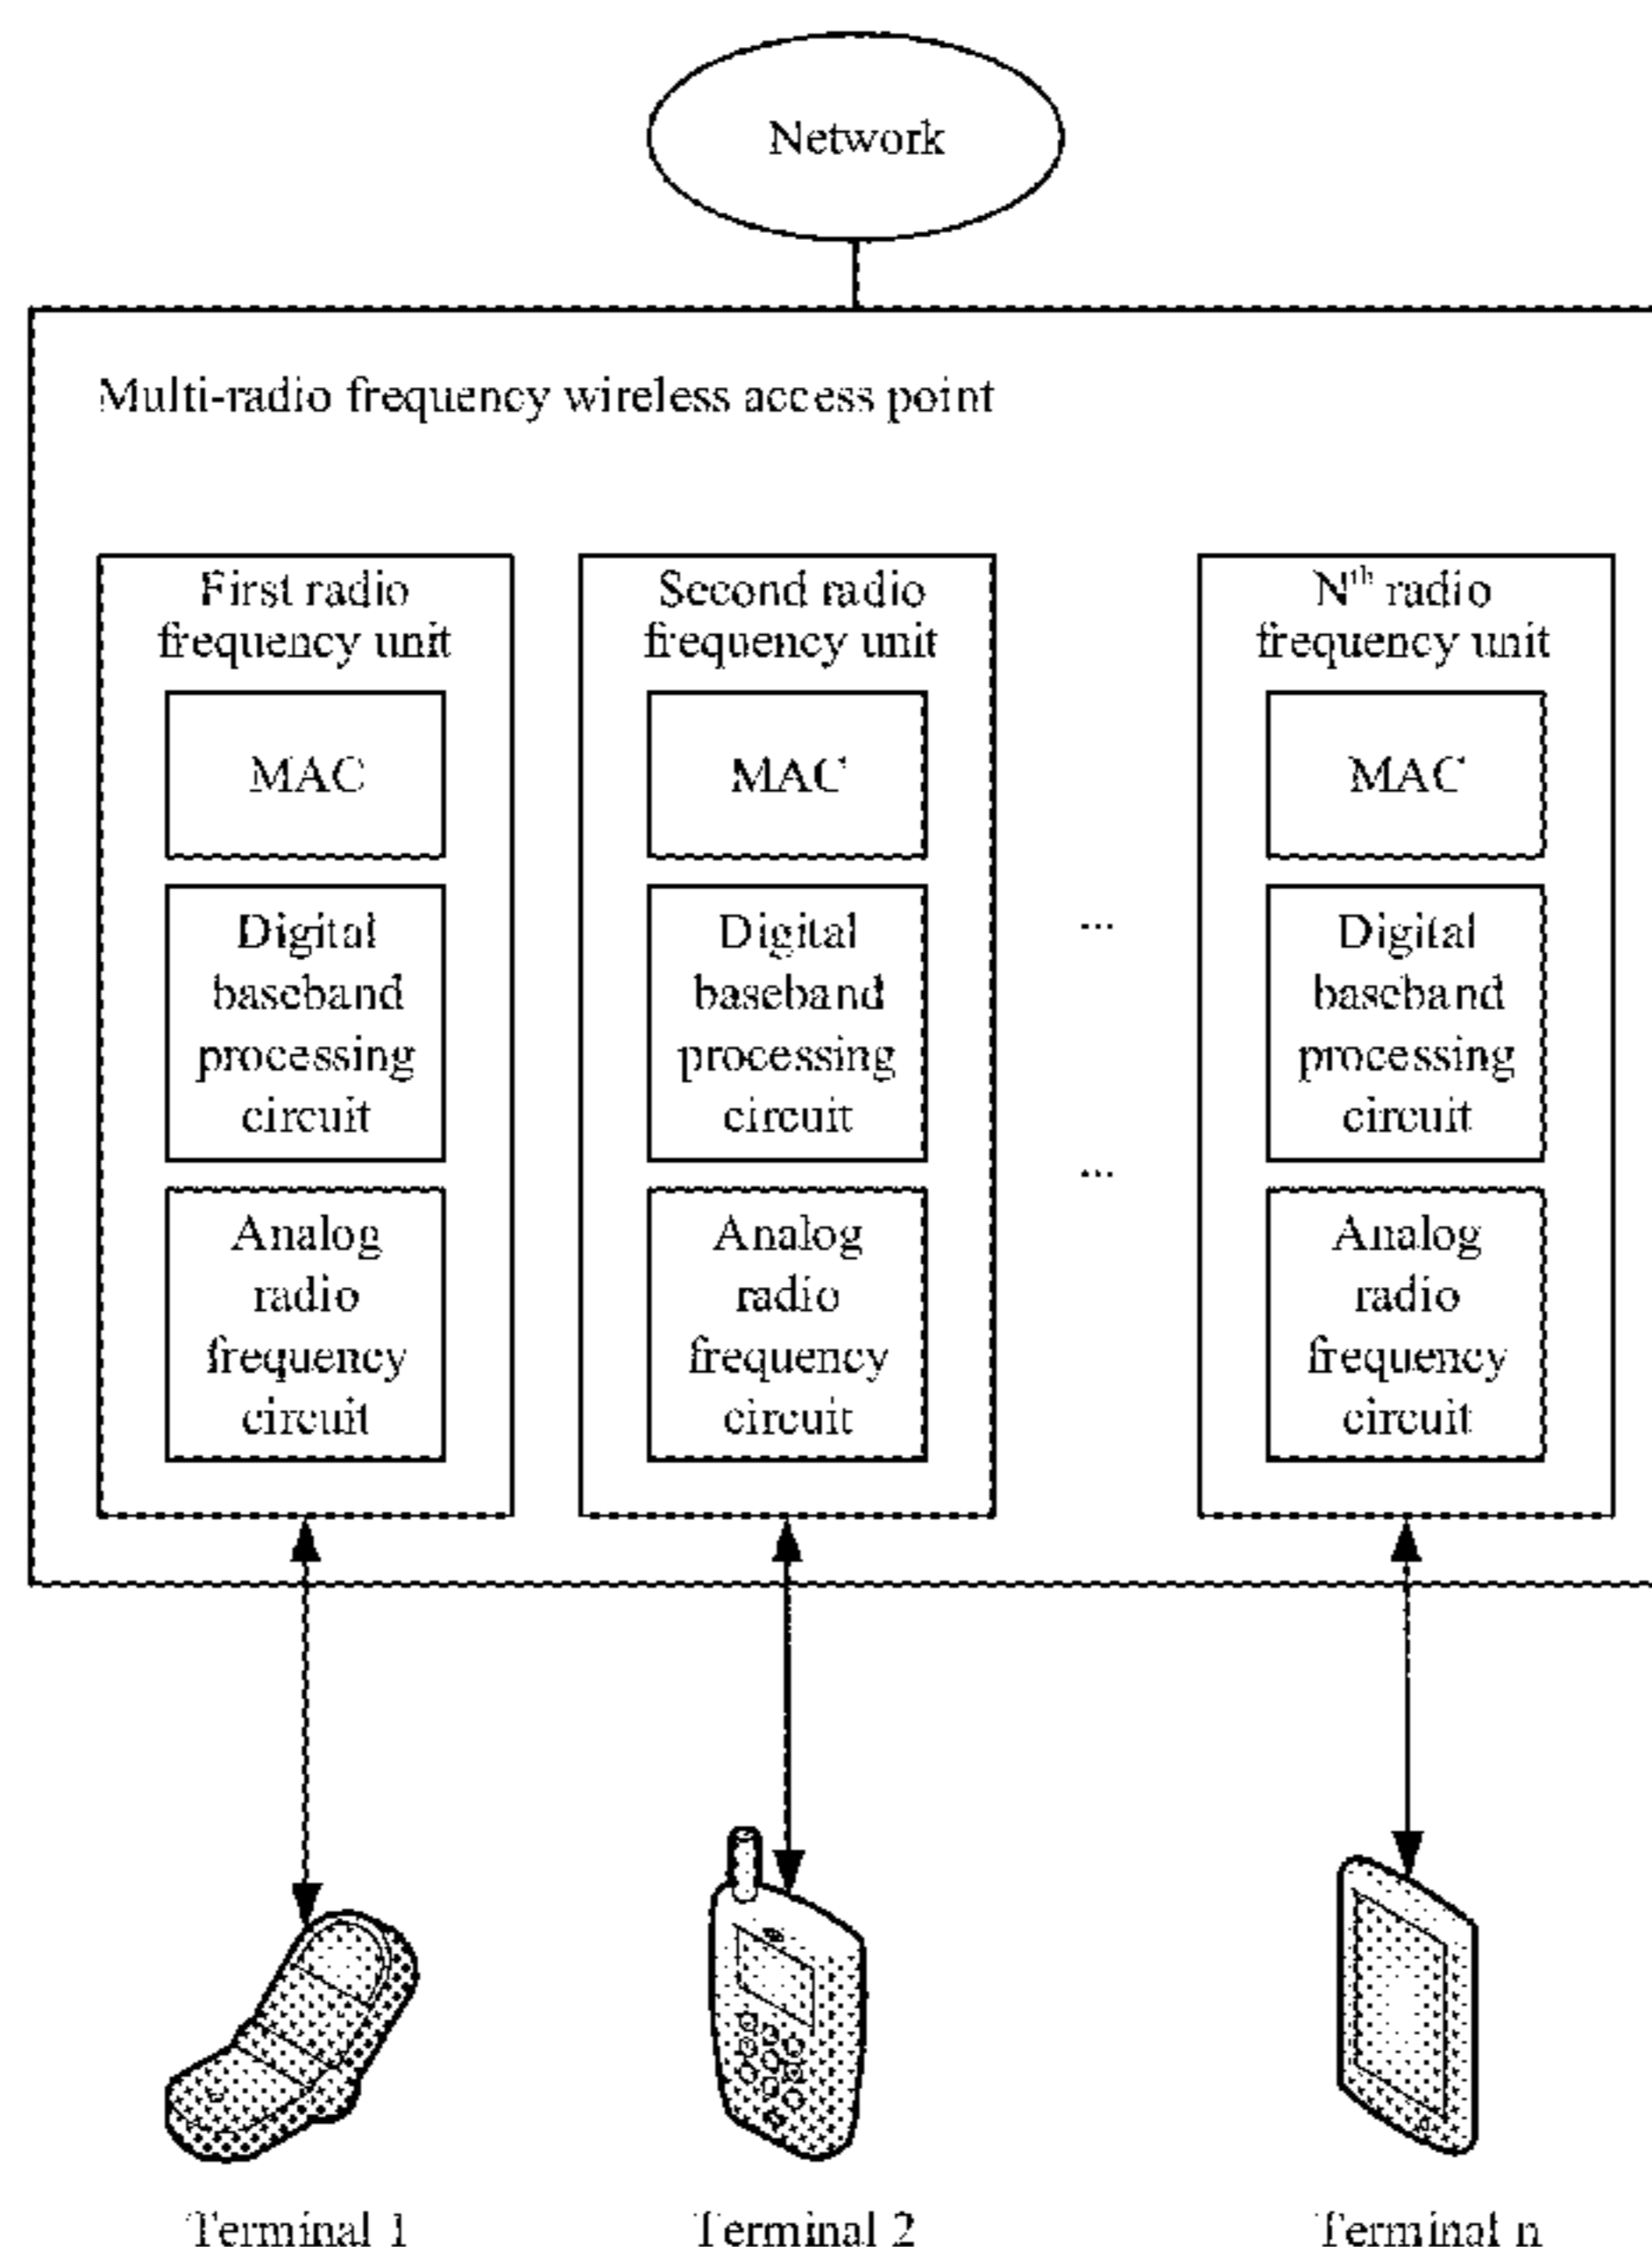 Network
Multi-radio frequency wireless access point
First radio
frequency unit
MAC
Digital
baseband
processing
circuit
Analog
radio
frequency
circuit
Second radio
frequency unit
MAC
Digital
baseband
processing
circuit
Analog
radio
frequency
circuit
...
...
Nth radio
frequency unit
MAC
Digital
baseband
processing
circuit
Analog
radio
frequency
circuit
Terminal 1
Terminal 2
Terminal n